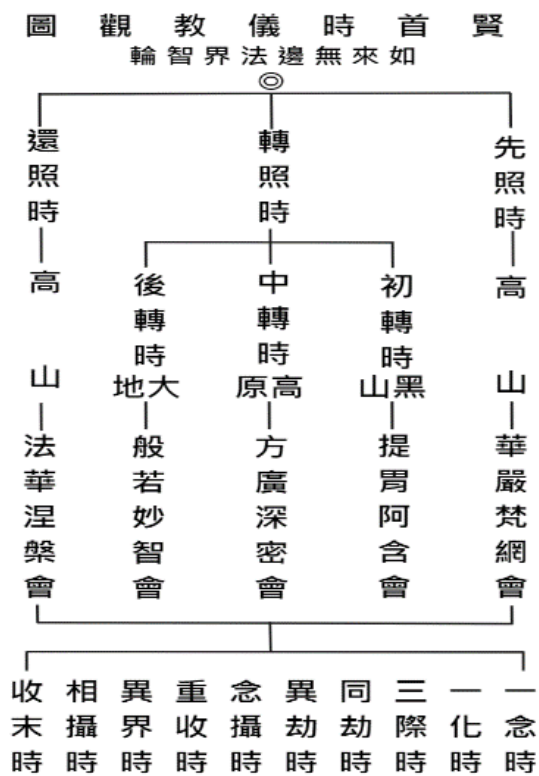 賢首時儀教觀圖
如來無邊法界智輪
◎
先照時
高山
華嚴梵網會
轉照時
初轉時
黑山
提胃阿含會
中轉時
高原
方廣深密會
後轉時
大地
般若妙智會
還照時
高山
法華涅槃會
一念時
一化時
三際時
同劫時
異劫時
念攝時
重收時
異界時
相攝時
收末時